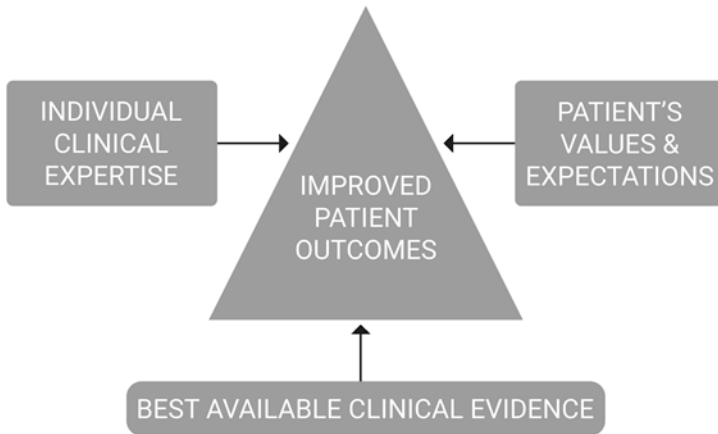 INDIVIDUAL
CLINICAL
EXPERTISE
PATIENT'S
VALUES &
EXPECTATIONS
IMPROVED
PATIENT
OUTCOMES
BEST AVAILABLE CLINICAL EVIDENCE